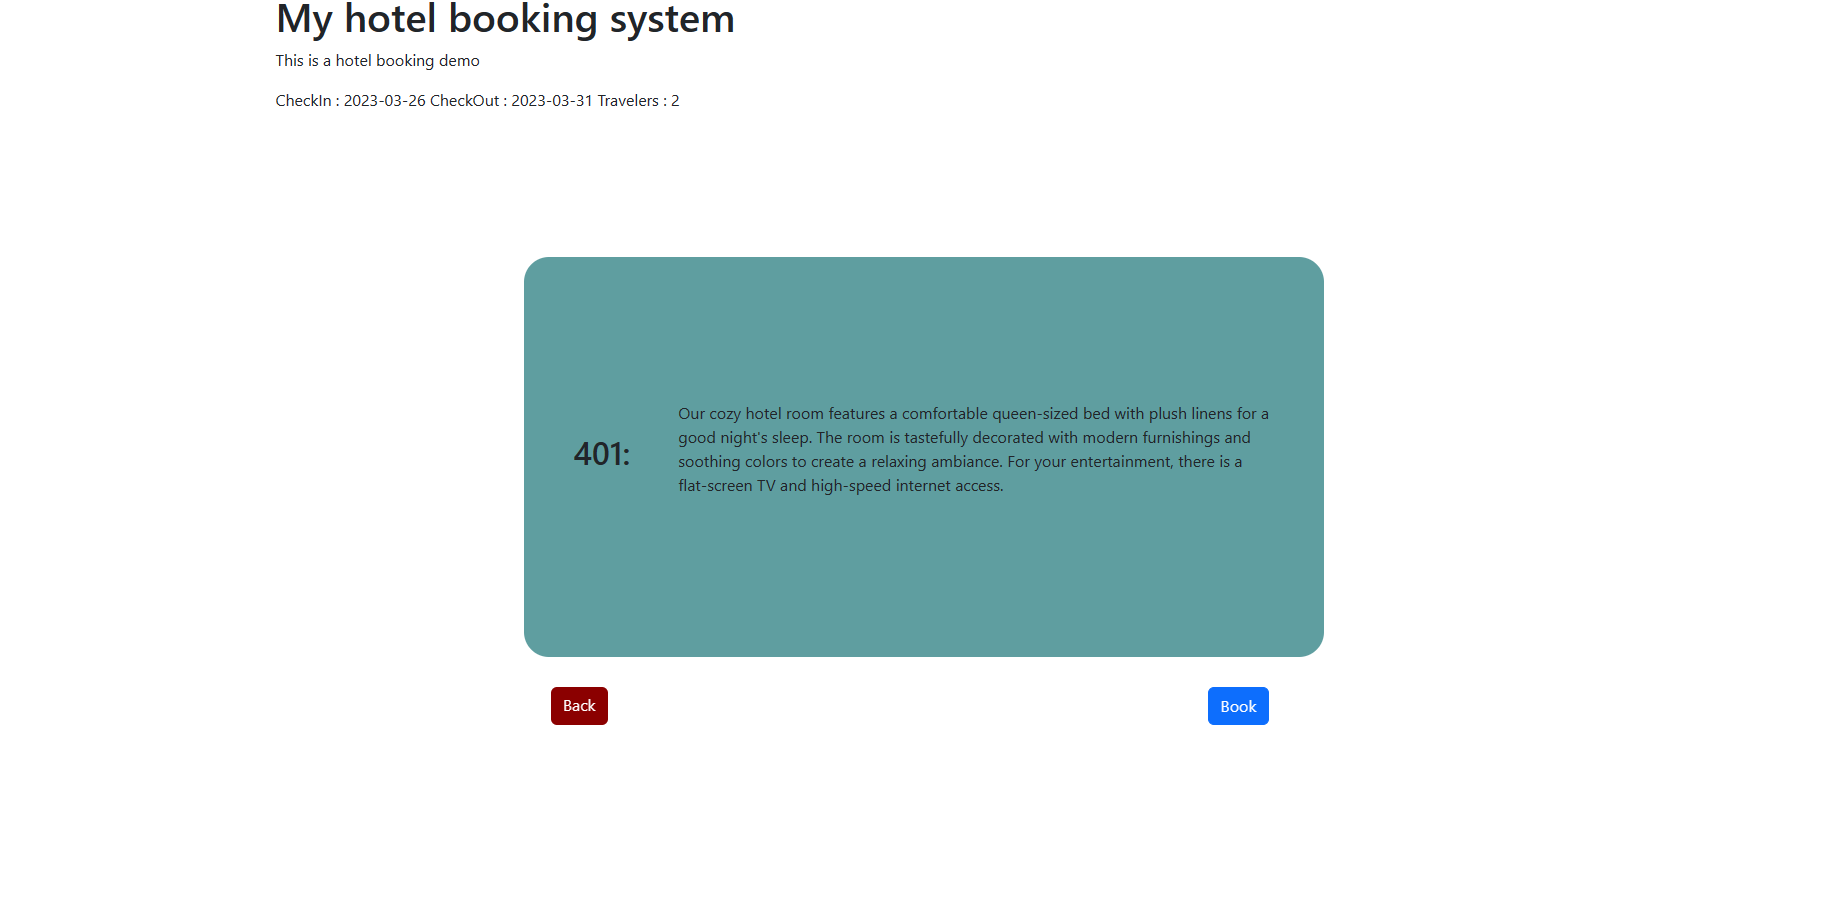 My hotel booking system
This is a hotel booking demo
CheckIn : 2023-03-26 CheckOut : 2023-03-31 Travelers : 2
401:
Our cozy hotel room features a comfortable queen-sized bed with plush linens for a
good night's sleep. The room is tastefully decorated with modern furnishings and
soothing colors to create a relaxing ambiance. For your entertainment, there is a
flat-screen TV and high-speed internet access.
Back
Book